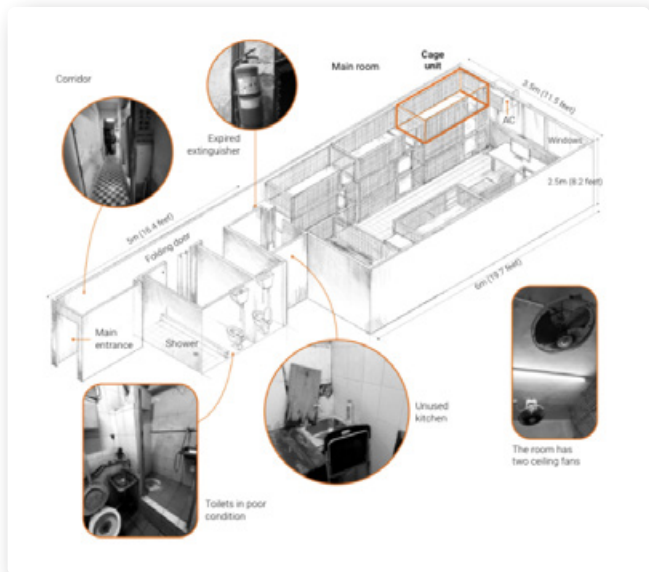 Corridor
Main room
Cage
unit
3.5m (11.5 feet)
AC
Windows
2.5m (8.2 feet)
Expired
extinguisher
5m (16.4 feet)
Folding door
6m (19.7 feet)
Main
entrance
Shower
Unused
kitchen
The room has
two ceiling fans
Toilets in poor
condition